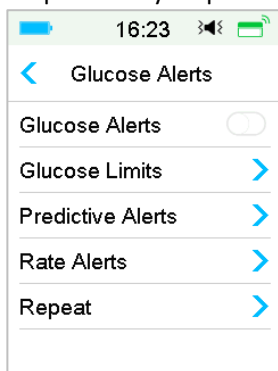 16:23
Glucose Alerts
Glucose Alerts
Glucose Limits
Predictive Alerts
Rate Alerts
Repeat